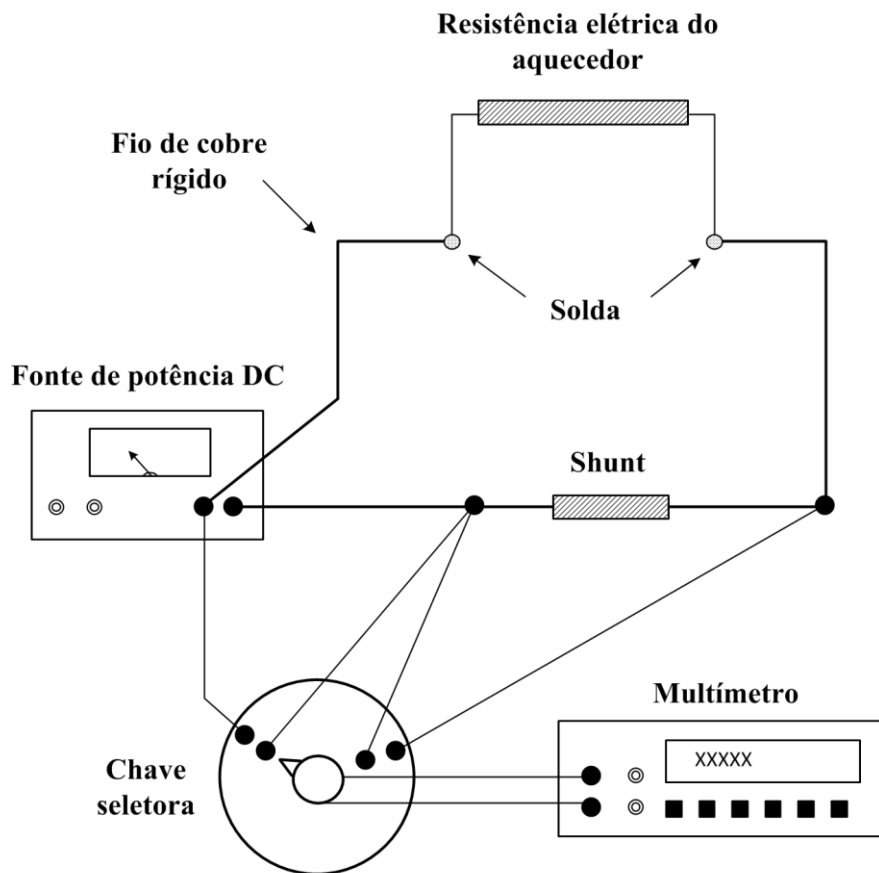 Resistência elétrica do
aquecedor
Fio de cobre
rígido
Solda
Fonte de potência DC
Shunt
Multímetro
XXXXX
Chave
seletora